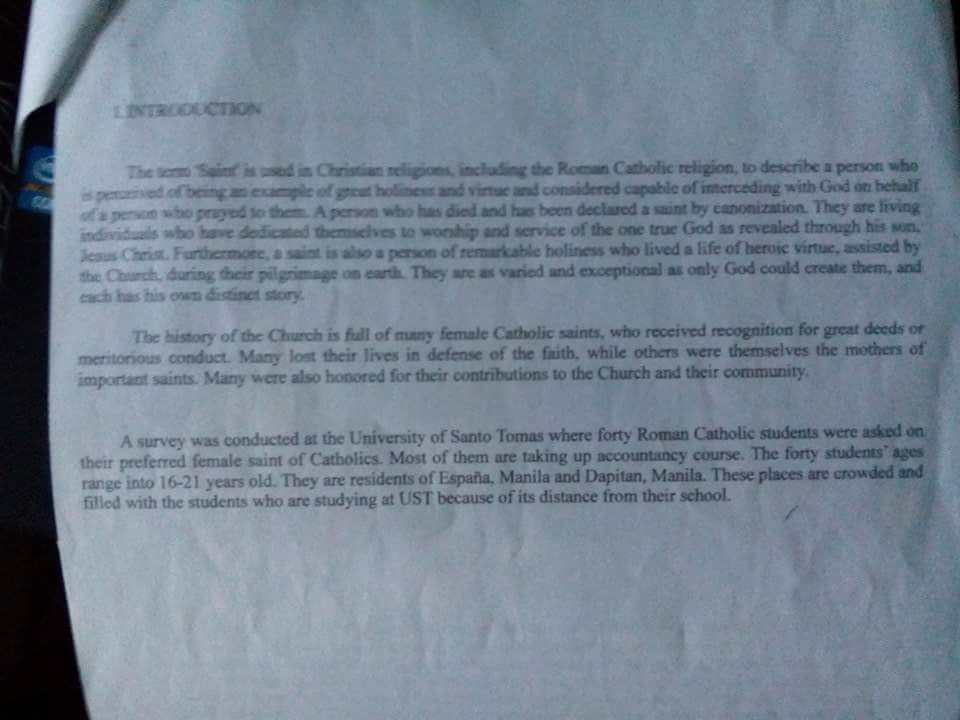 I. INTRODUCTION
The term 'Saint' is used in Christian religions, including the Roman Catholic religion, to describe a person who
is perceived of being an example of great holiness and virtue and considered capable of interceding with God on behalf
of a person who prayed to them. A person who has died and has been declared a saint by canonization. They are living
individuals who have dedicated themselves to worship and service of the one true God as revealed through his son,
Jesus Christ. Furthermore, a saint is also a person of remarkable holiness who lived a life of heroic virtue, assisted by
the Church, during their pilgrimage on earth. They are as varied and exceptional as only God could create them, and
each has his own distinct story.
The history of the Church is full of many female Catholic saints, who received recognition for great deeds or
meritorious conduct. Many lost their lives in defense of the faith, while others were themselves the mothers of
important saints. Many were also honored for their contributions to the Church and their community.
A survey was conducted at the University of Santo Tomas where forty Roman Catholic students were asked on
their preferred female saint of Catholics. Most of them are taking up accountancy course. The forty students' ages
range into 16-21 years old. They are residents of España, Manila and Dapitan, Manila. These places are crowded and
filled with the students who are studying at UST because of its distance from their school.